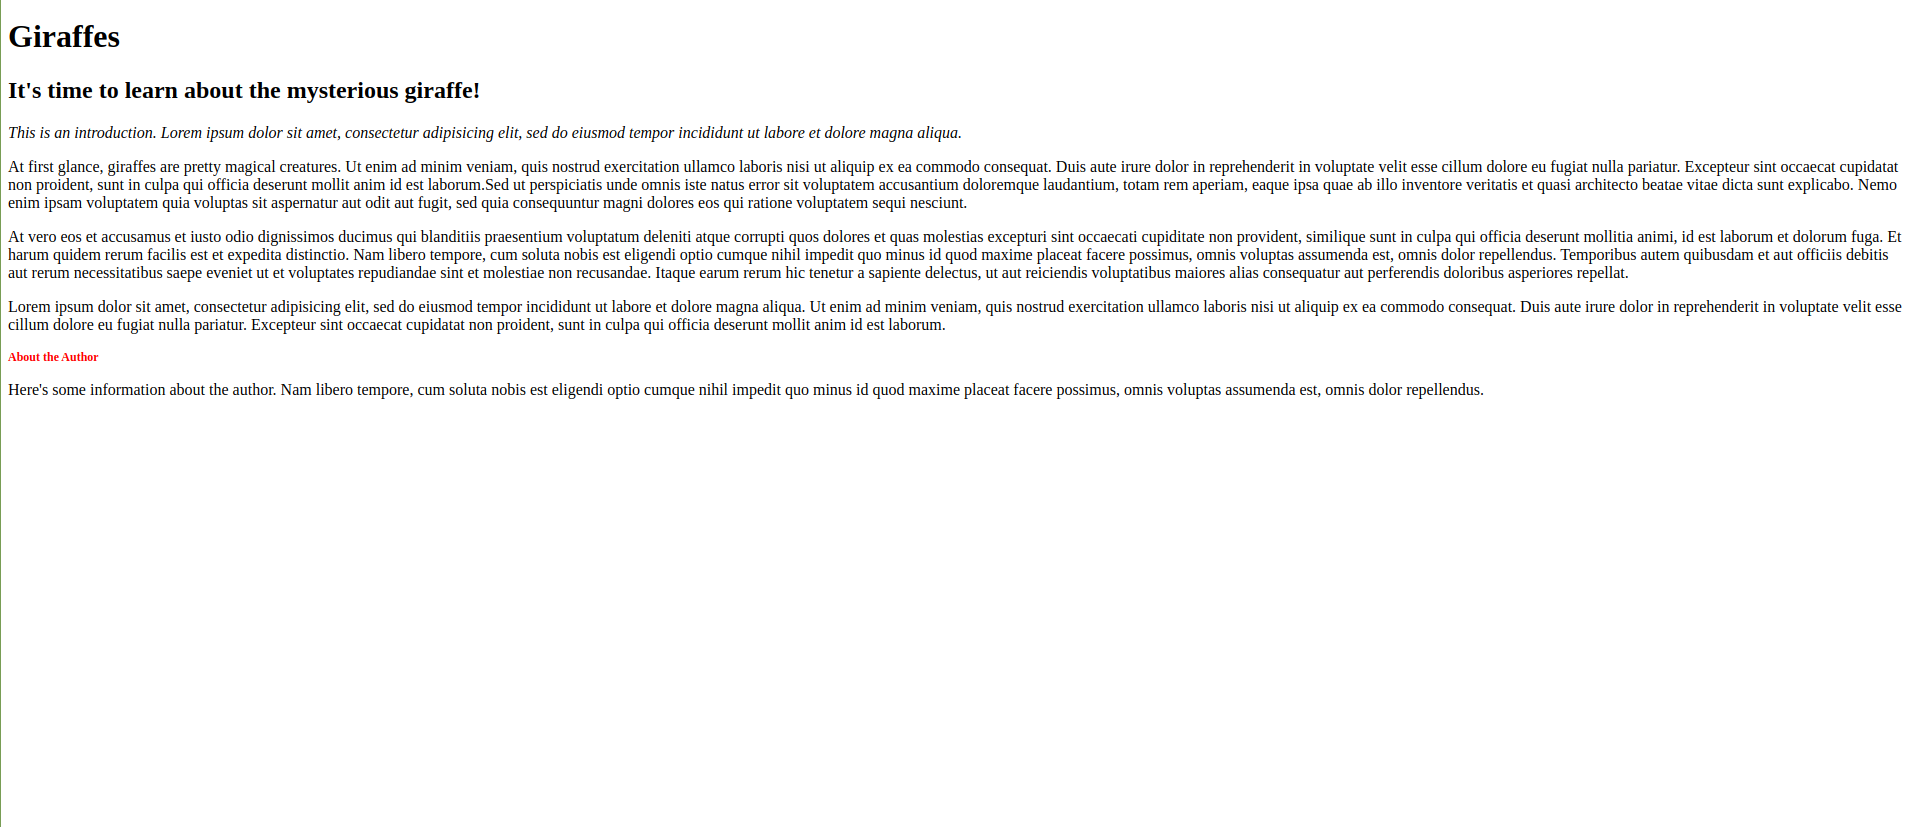 Giraffes
It's time to learn about the mysterious giraffe!
This is an introduction. Lorem ipsum dolor sit amet, consectetur adipisicing elit, sed do eiusmod tempor incididunt ut labore et dolore magna aliqua.
At first glance, giraffes are pretty magical creatures. Ut enim ad minim veniam, quis nostrud exercitation ullamco laboris nisi ut aliquip ex ea commodo consequat. Duis aute irure dolor in reprehenderit in voluptate velit esse cillum dolore eu fugiat nulla pariatur. Excepteur sint occaecat cupidatat
non proident, sunt in culpa qui officia deserunt mollit anim id est laborum.Sed ut perspiciatis unde omnis iste natus error sit voluptatem accusantium doloremque laudantium, totam rem aperiam, eaque ipsa quae ab illo inventore veritatis et quasi architecto beatae vitae dicta sunt explicabo. Nemo
enim ipsam voluptatem quia voluptas sit aspernatur aut odit aut fugit, sed quia consequuntur magni dolores eos qui ratione voluptatem sequi nesciunt.
At vero eos et accusamus et iusto odio dignissimos ducimus qui blanditiis praesentium voluptatum deleniti atque corrupti quos dolores et quas molestias excepturi sint occaecati cupiditate non provident, similique sunt in culpa qui officia deserunt mollitia animi, id est laborum et dolorum fuga. Et
harum quidem rerum facilis est et expedita distinctio. Nam libero tempore, cum soluta nobis est eligendi optio cumque nihil impedit quo minus id quod maxime placeat facere possimus, omnis voluptas assumenda est, omnis dolor repellendus. Temporibus autem quibusdam et aut officiis debitis
aut rerum necessitatibus saepe eveniet ut et voluptates repudiandae sint et molestiae non recusandae. Itaque earum rerum hic tenetur a sapiente delectus, ut aut reiciendis voluptatibus maiores alias consequatur aut perferendis doloribus asperiores repellat.
Lorem ipsum dolor sit amet, consectetur adipisicing elit, sed do eiusmod tempor incididunt ut labore et dolore magna aliqua. Ut enim ad minim veniam, quis nostrud exercitation ullamco laboris nisi ut aliquip ex ea commodo consequat. Duis aute irure dolor in reprehenderit in voluptate velit esse
cillum dolore eu fugiat nulla pariatur. Excepteur sint occaecat cupidatat non proident, sunt in culpa qui officia deserunt mollit anim id est laborum.
About the Author
Here's some information about the author. Nam libero tempore, cum soluta nobis est eligendi optio cumque nihil impedit quo minus id quod maxime placeat facere possimus, omnis voluptas assumenda est, omnis dolor repellendus.